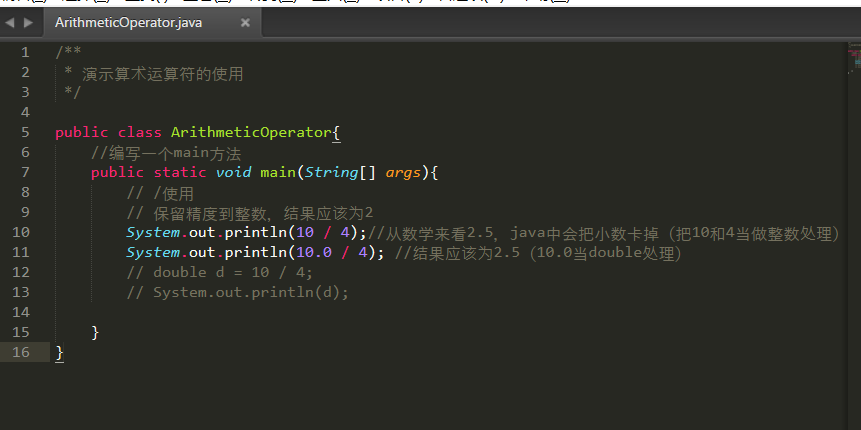 ArithmeticOperator.java ×
1 /**
2 * 演示算术运算符的使用
3 */
4
5 public class ArithmeticOperator{
6 //编写一个main方法
7 public static void main(String[] args){
8 // /使用
9 // 保留精度到整数，结果应该为2
10 System.out.println(10 / 4);//从数学来看2.5，java中会把小数卡掉（把10和4当做整数处理）
11 System.out.println(10.0 / 4); //结果应该为2.5（10.0当double处理）
12 // double d = 10 / 4;
13 // System.out.println(d);
14
15 }
16 }